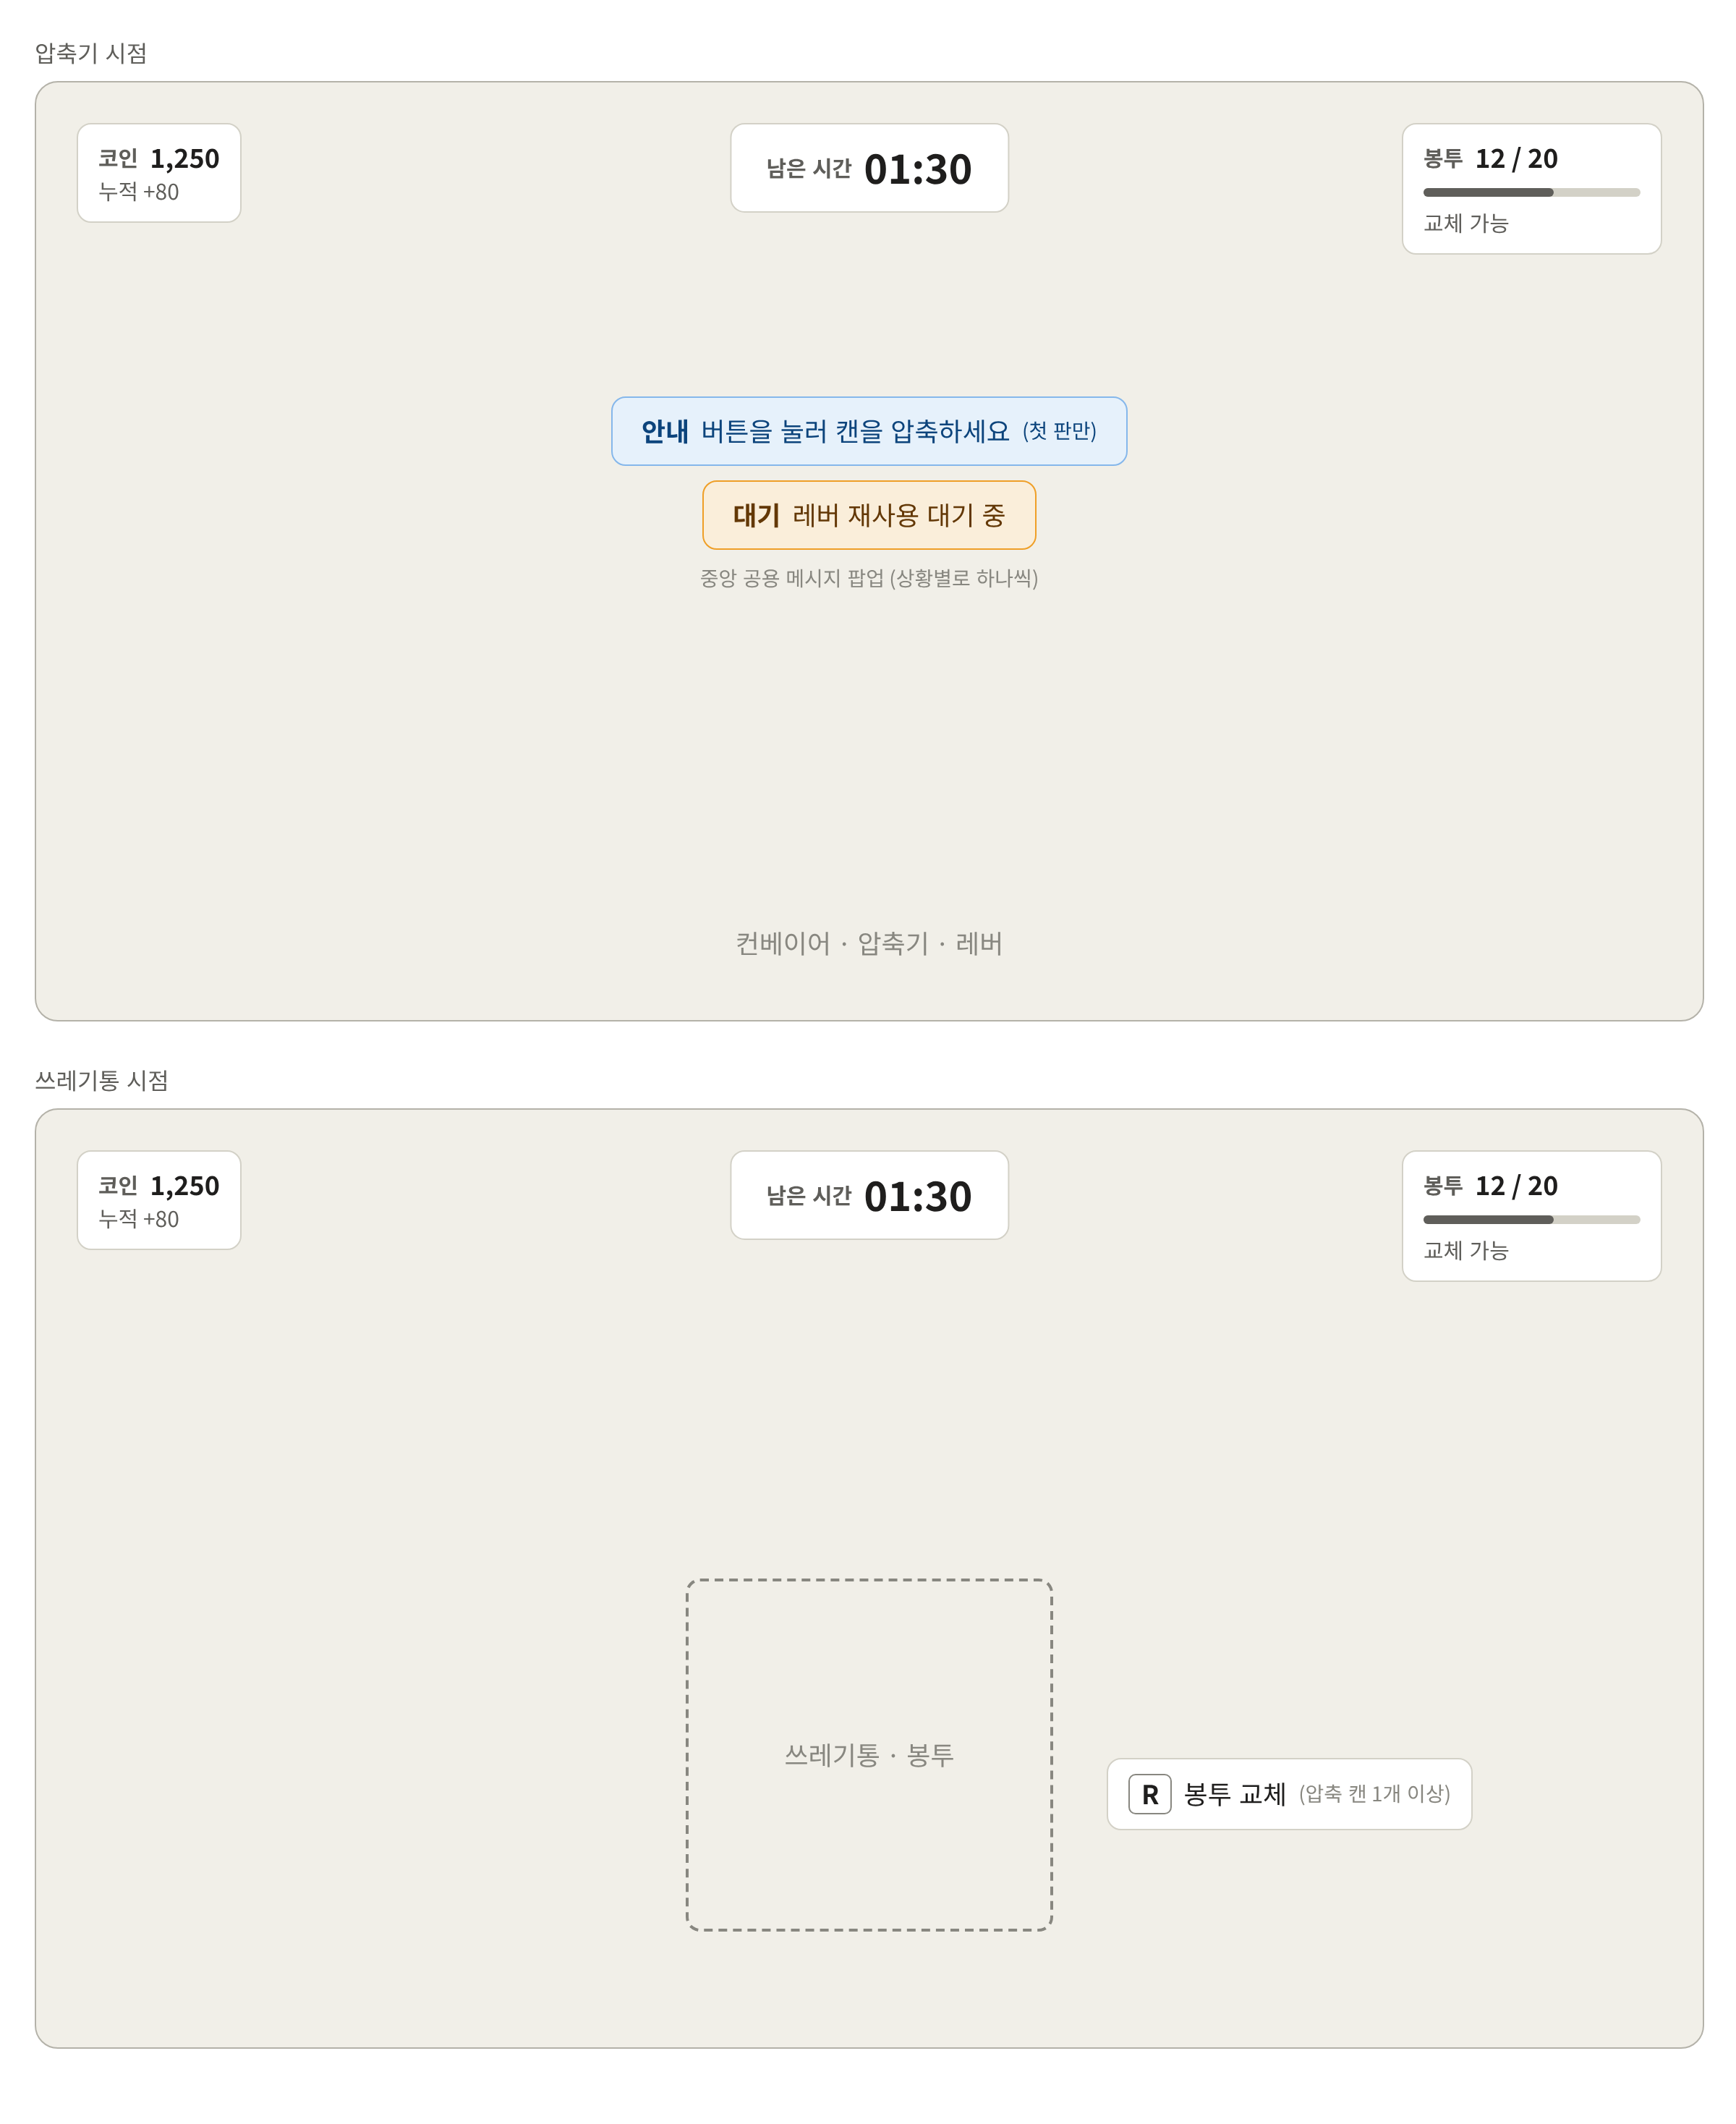 압축기 시점
코인 1,250
누적 +80
남은 시간 01:30
봉투 12 / 20
교체 가능
안내 버튼을 눌러 캔을 압축하세요 (첫 판만)
대기 레버 재사용 대기 중
중앙 공용 메시지 팝업 (상황별로 하나씩)
컨베이어 · 압축기 · 레버
쓰레기통 시점
코인 1,250
누적 +80
남은 시간 01:30
봉투 12 / 20
교체 가능
쓰레기통 · 봉투
R 봉투 교체 (압축 캔 1개 이상)